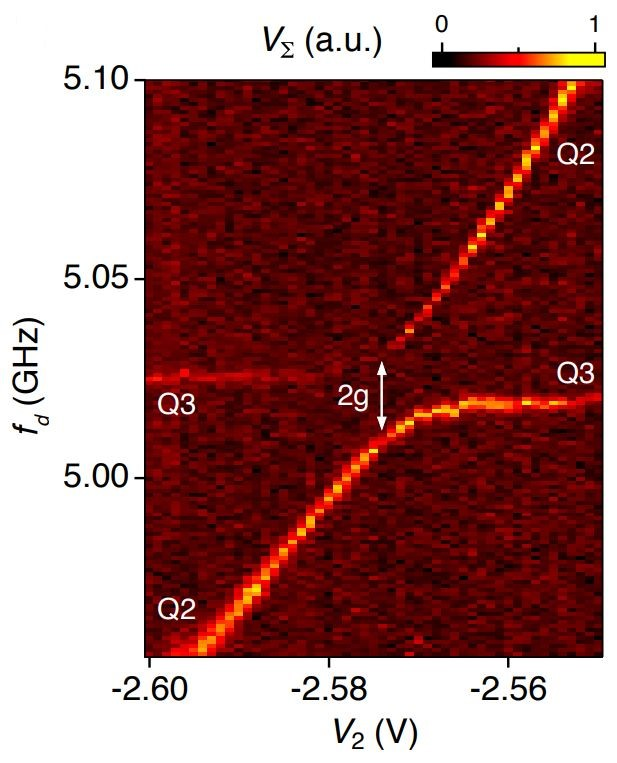 0 1
V_Σ (a.u.)
5.10
Q2
5.05
Q3
2g
Q3
f_d (GHz)
5.00
Q2
-2.60 -2.58 -2.56
V_2 (V)